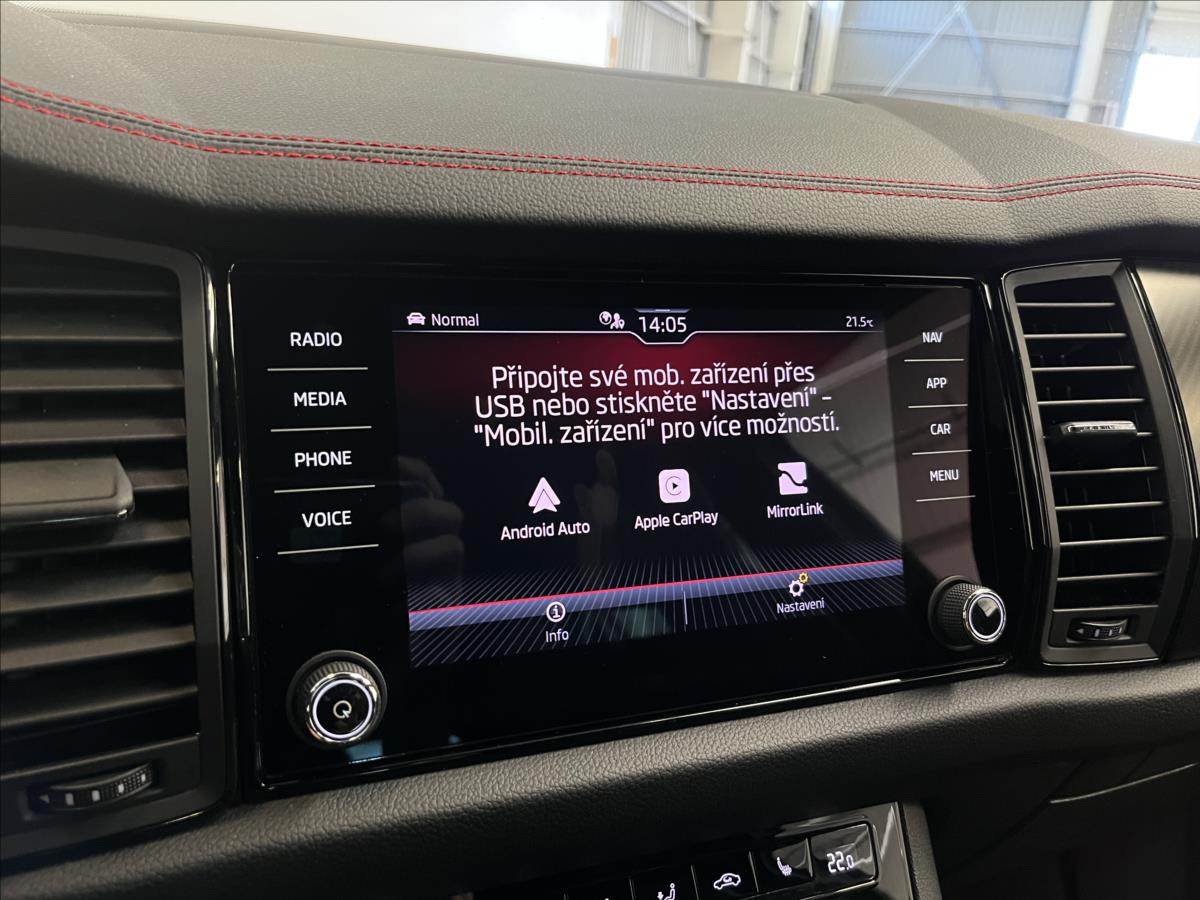 RADIO
MEDIA
PHONE
VOICE
Normal
14:05
21.5°C
Připojte své mob. zařízení přes
USB nebo stiskněte "Nastavení" -
"Mobil. zařízení" pro více možností.
Android Auto
Apple CarPlay
MirrorLink
Info
Nastavení
NAV
APP
CAR
MENU
22.0